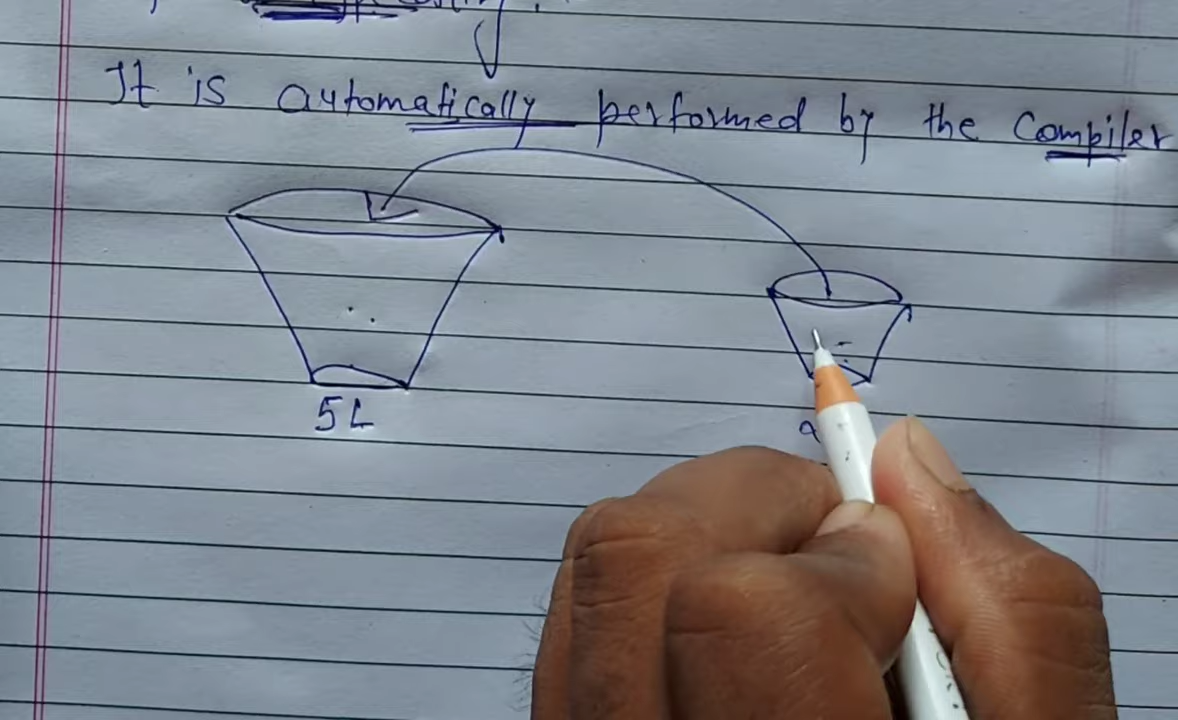 It is automatically performed by the Compiler
5L